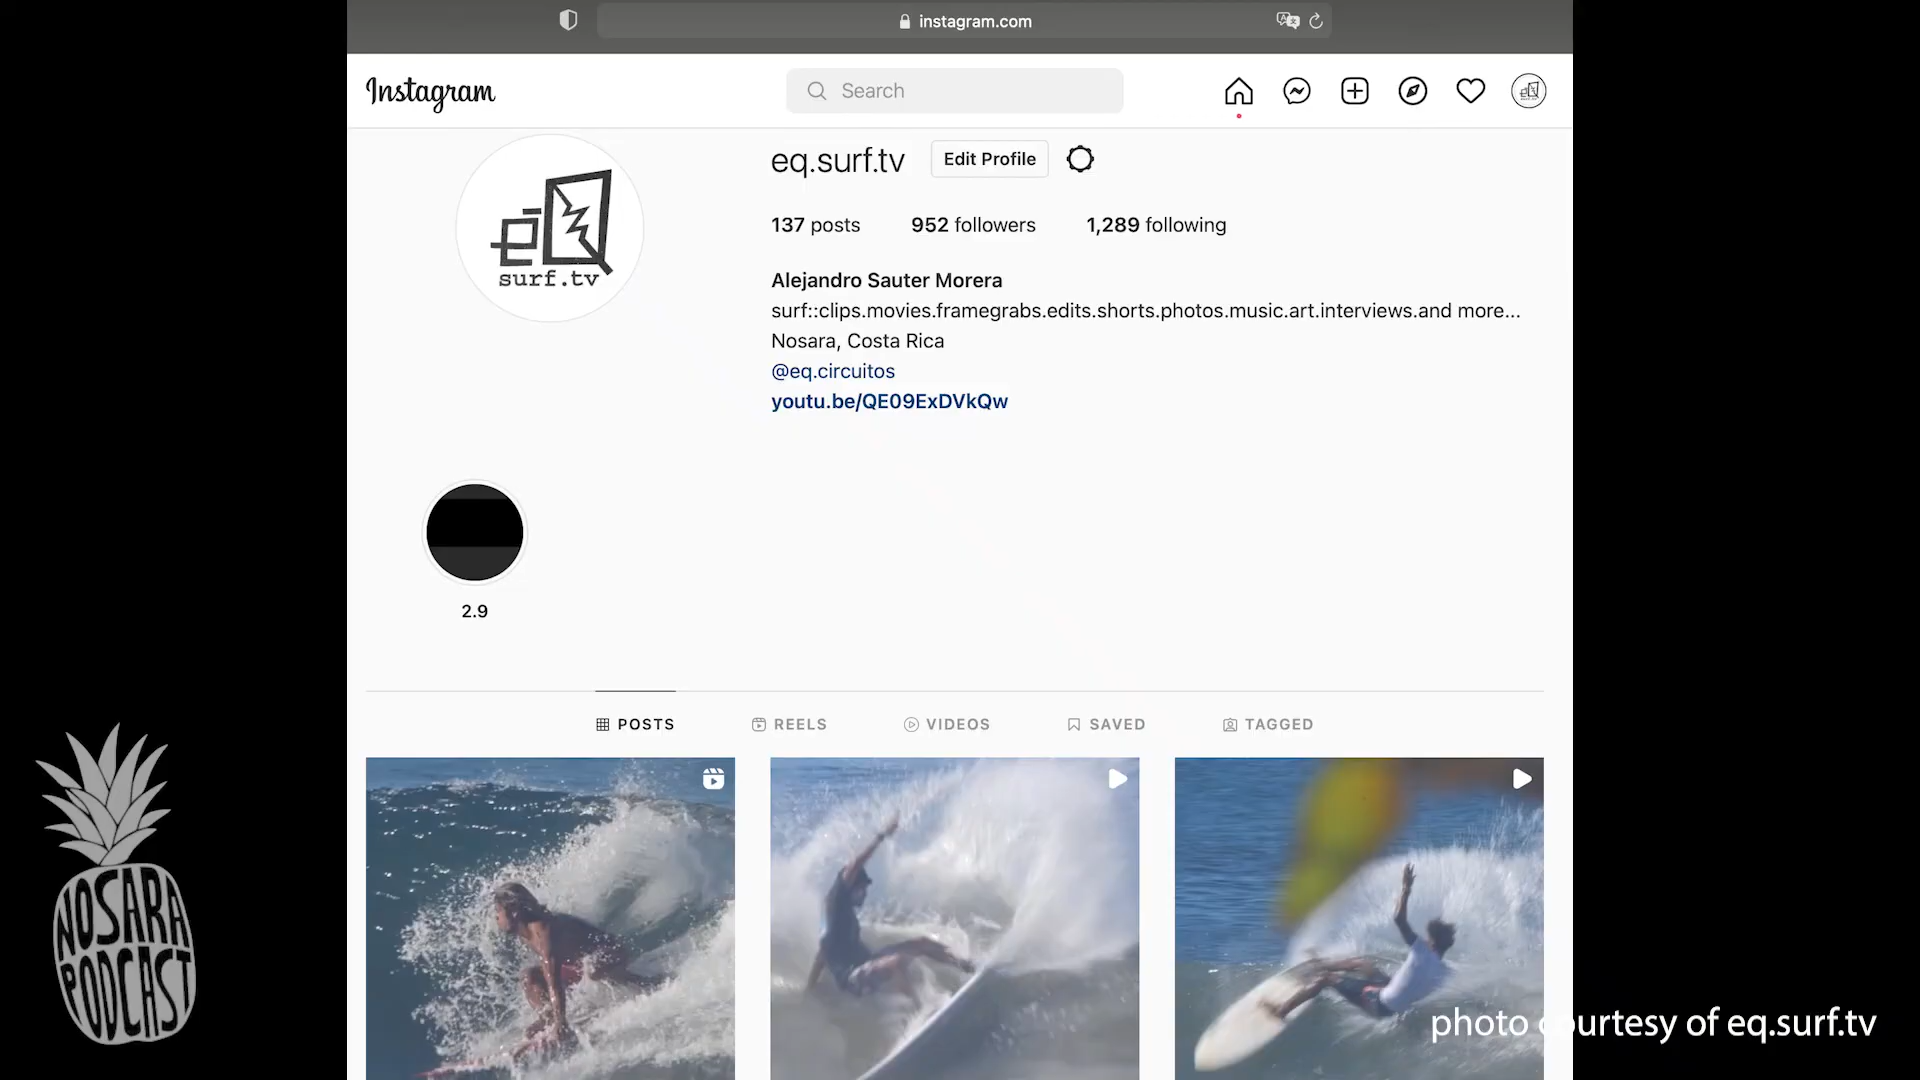 instagram.com
Instagram
Search
eq.surf.tv
Edit Profile
137 posts
952 followers
1,289 following
eQ
surf.tv
Alejandro Sauter Morera
surf::clips.movies.framegrabs.edits.shorts.photos.music.art.interviews.and more...
Nosara, Costa Rica
@eq.circuitos
youtu.be/QE09ExDVkQw
2.9
POSTS
REELS
VIDEOS
SAVED
TAGGED
NOSARA
PODCAST
photo courtesy of eq.surf.tv